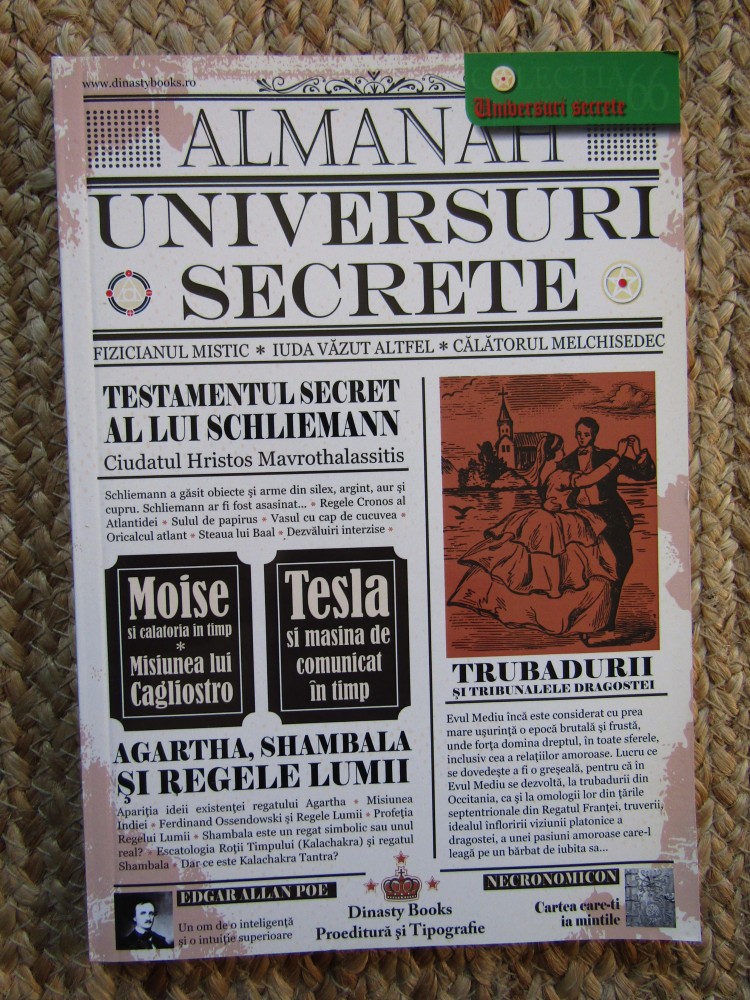 www.dinastybooks.ro
Universuri secrete
66
ALMANAH
UNIVERSURI
SECRETE
FIZICIANUL MISTIC * IUDA VĂZUT ALTFEL * CĂLĂTORUL MELCHISEDEC
TESTAMENTUL SECRET
AL LUI SCHLIEMANN
Ciudatul Hristos Mavrothalassitis
Schliemann a găsit obiecte și arme din silex, argint, aur și
cupru. Schliemann ar fi fost asasinat... * Regele Cronos al
Atlantidei * Sulul de papirus * Vasul cu cap de cucuvea *
Oricalcul atlant * Steaua lui Baal * Dezvăluiri interzise *
Moise
si calatoria in timp
*
Misiunea lui
Cagliostro
Tesla
si masina de
comunicat
în timp
AGARTHA, SHAMBALA
ȘI REGELE LUMII
Apariția ideii existenței regatului Agartha * Misiunea
Indiei * Ferdinand Ossendowski și Regele Lumii * Profeția
Regelui Lumii * Shambala este un regat simbolic sau unul
real? * Escatologia Roții Timpului (Kalachakra) și regatul
Shambala * Dar ce este Kalachakra Tantra?
TRUBADURII
ȘI TRIBUNALELE DRAGOSTEI
Evul Mediu încă este considerat cu prea
mare ușurință o epocă brutală și frustă,
unde forța domina dreptul, în toate sferele,
inclusiv cea a relațiilor amoroase. Lucru ce
se dovedește a fi o greșeală, pentru că în
Evul Mediu se dezvoltă, la trubadurii din
Occitania, ca și la omologii lor din țările
septentrionale din Regatul Franței, truverii,
idealul infloririi viziunii platonice a
dragostei, a unei pasiuni amoroase care-l
leagă pe un bărbat de iubita sa...
EDGAR ALLAN POE
Un om de o inteligență
și o intuiție superioare
Dinasty Books
Proeditură și Tipografie
NECRONOMICON
Cartea care-ti
ia mintile